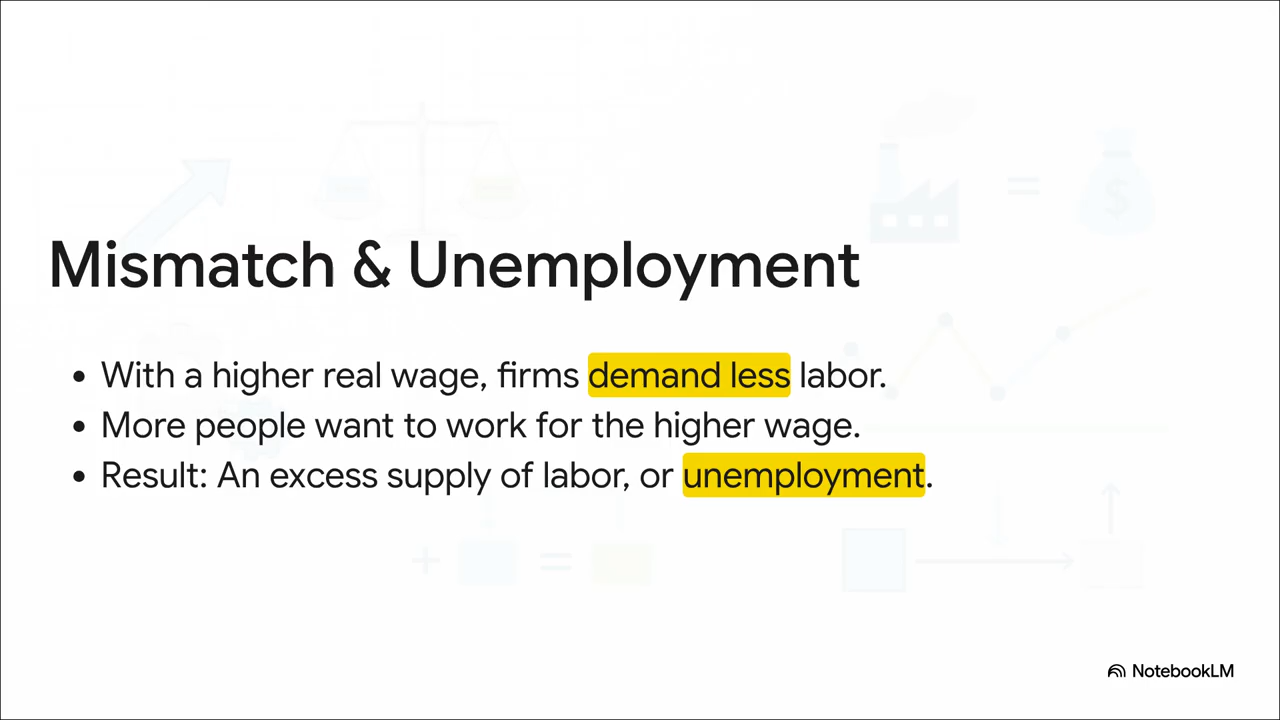 Mismatch & Unemployment
• With a higher real wage, firms demand less labor.
• More people want to work for the higher wage.
• Result: An excess supply of labor, or unemployment.
+ =
=
$
NotebookLM